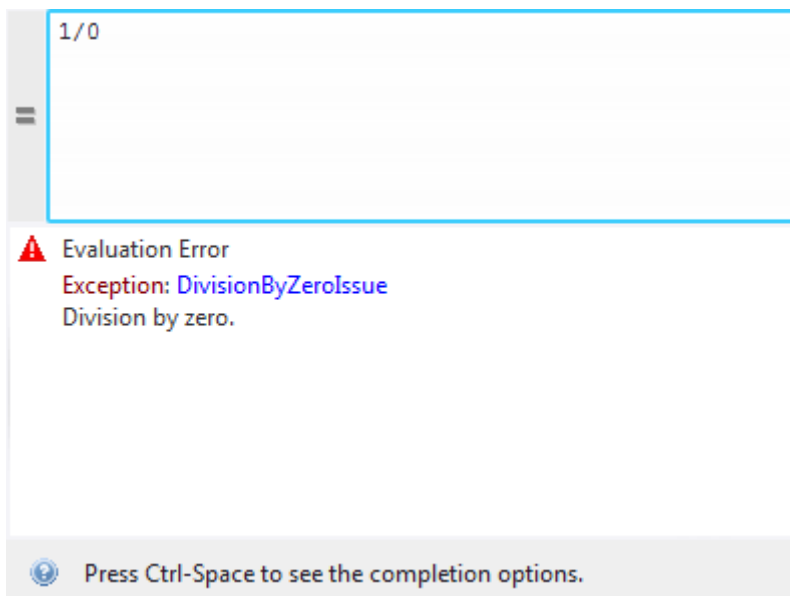 1/0
=
Evaluation Error
Exception: DivisionByZeroIssue
Division by zero.
Press Ctrl-Space to see the completion options.